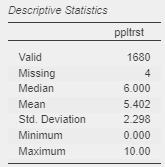 Descriptive Statistics
ppltrst
Valid 1680
Missing 4
Median 6.000
Mean 5.402
Std. Deviation 2.298
Minimum 0.000
Maximum 10.00